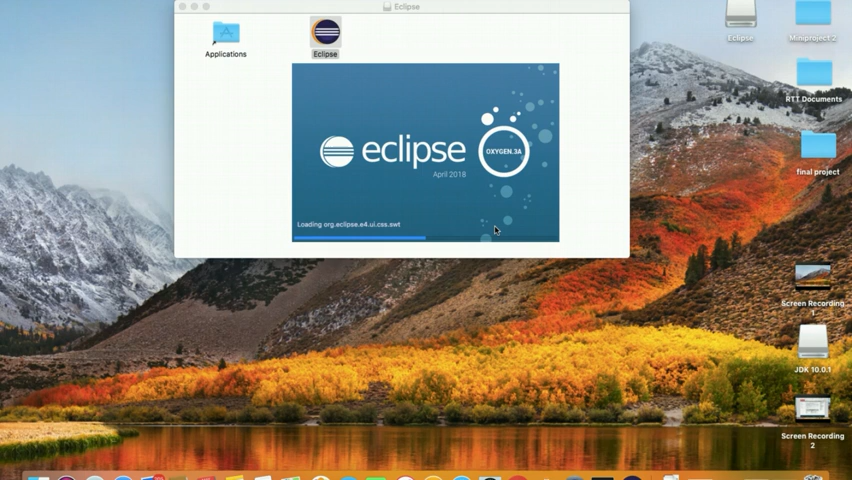 Eclipse
Applications
Eclipse
eclipse
OXYGEN.3A
April 2018
Loading org.eclipse.e4.ui.css.swt
Eclipse
Miniproject 2
RTT Documents
final project
Screen Recording
1
JDK 10.0.1
Screen Recording
2